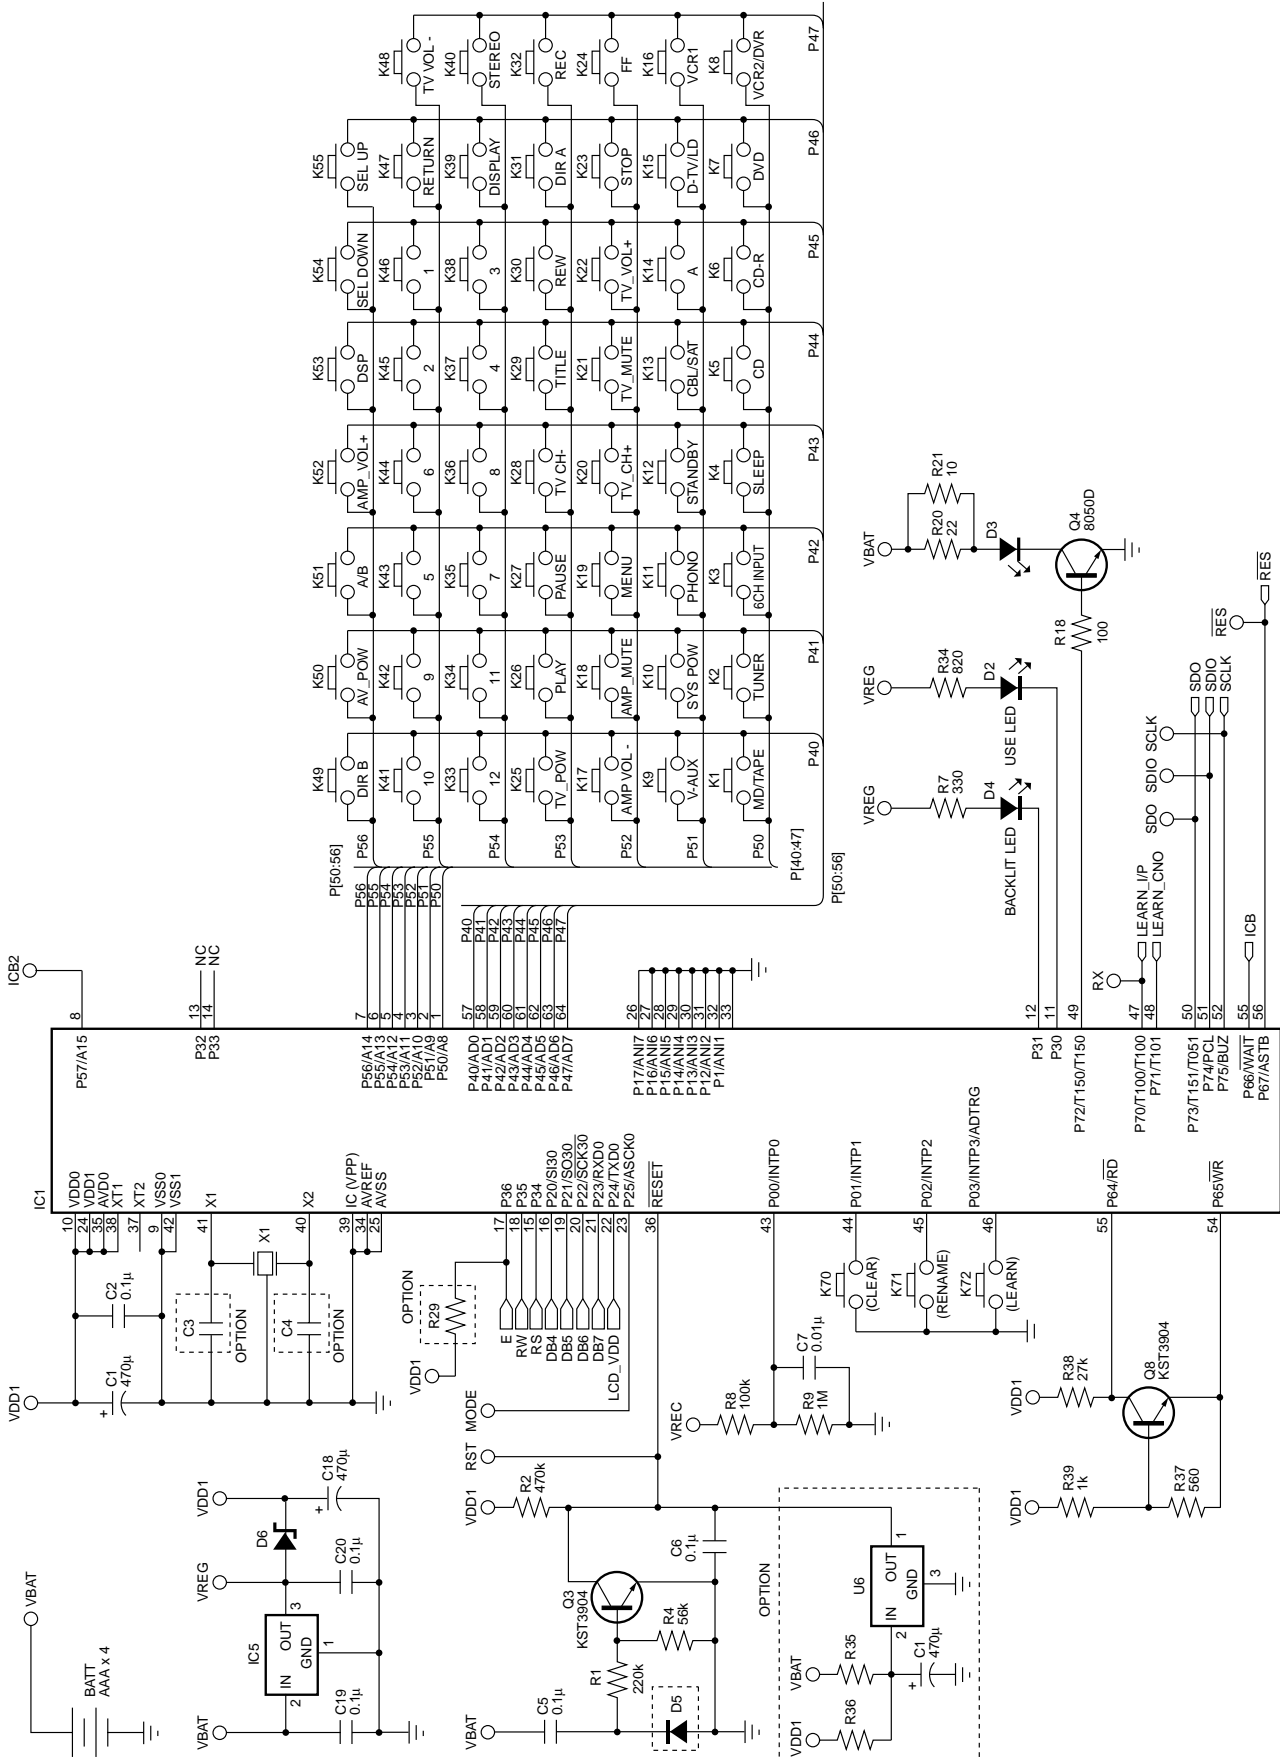 ICB2
K55
SEL UP
K54
SEL DOWN
K53
DSP
K52
AMP_VOL+
K51
A/B
K50
AV_POW
K49
DIR B
K48
TV VOL -
K47
RETURN
K46
1
K45
2
K44
6
K43
5
K42
9
K41
10
K40
STEREO
K39
DISPLAY
K38
3
K37
4
K36
8
K35
7
K34
11
K33
12
K32
REC
K31
DIR A
K30
REW
K29
TITLE
K28
TV CH-
K27
PAUSE
K26
PLAY
K25
TV_POW
K24
FF
K23
STOP
K22
TV_VOL+
K21
TV_MUTE
K20
TV_CH+
K19
MENU
K18
AMP_MUTE
K17
AMP VOL -
K16
VCR1
K15
D-TV/LD
K14
A
K13
CBL/SAT
K12
STANDBY
K11
PHONO
K10
SYS POW
K9
V-AUX
K8
VCR2/DVR
K7
DVD
K6
CD-R
K5
CD
K4
SLEEP
K3
6CH INPUT
K2
TUNER
K1
MD/TAPE
P47
P46
P45
P44
P43
P42
P41
P40
P56
P55
P54
P53
P52
P51
P50
P[50:56]
P[40:47]
P[50:56]
P56
P55
P54
P53
P52
P51
P50
P40
P41
P42
P43
P44
P45
P46
P47
NC
NC
8
13
14
7
6
5
4
3
2
1
57
58
59
60
61
62
63
64
26
27
28
29
30
31
32
33
12
11
49
47
48
50
51
52
55
56
IC1
P57/A15
P32
P33
P56/A14
P55/A13
P54/A12
P53/A11
P52/A10
P51/A9
P50/A8
P40/AD0
P41/AD1
P42/AD2
P43/AD3
P44/AD4
P45/AD5
P46/AD6
P47/AD7
P17/ANI7
P16/ANI6
P15/ANI5
P14/ANI4
P13/ANI3
P12/ANI2
P1/ANI1
P31
P30
P72/T150/T150
P70/T100/T100
P71/T101
P73/T151/T051
P74/PCL
P75/BUZ
P66/WAIT
P67/ASTB
VDD0
VDD1
AVD0
XT1
XT2
VSS0
VSS1
X1
X2
IC (VPP)
AVREF
AVSS
P36
P35
P34
P20/SI30
P21/SO30
P22/SCK30
P23/RXD0
P24/TXD0
P25/ASCK0
RESET
P00/INTP0
P01/INTP1
P02/INTP2
P03/INTP3/ADTRG
P64/RD
P65WR
10
24
35
38
37
9
42
41
40
39
34
25
17
18
15
16
19
20
21
22
23
36
43
44
45
46
55
54
VREG
R7
330
D4
BACKLIT LED
VREG
R34
820
D2
USE LED
VBAT
R20
22
R21
10
D3
Q4
8050D
R18
100
RX
LEARN_I/P
LEARN_CNO
SDO
SDIO
SCLK
SDO
SDIO
SCLK
ICB
RES
RES
VDD1
C1
470µ
C2
0.1µ
C3
OPTION
X1
C4
OPTION
OPTION
R29
VDD1
E
RW
RS
DB4
DB5
DB6
DB7
LCD_VDD
MODE
RST
VREC
R8
100k
R9
1M
C7
0.01µ
K70
(CLEAR)
K71
(RENAME)
K72
(LEARN)
VDD1
R38
27k
Q8
KST3904
VDD1
R39
1k
R37
560
VBAT
BATT
AAA x 4
VBAT
C19
0.1µ
IC5
IN
OUT
GND
2
3
1
VREG
C20
0.1µ
D6
VDD1
C18
470µ
VBAT
C5
0.1µ
R1
220k
D5
R4
56k
Q3
KST3904
VDD1
R2
470k
C6
0.1µ
OPTION
VBAT
R35
VDD1
R36
C1
470µ
U6
IN
OUT
GND
2
1
3